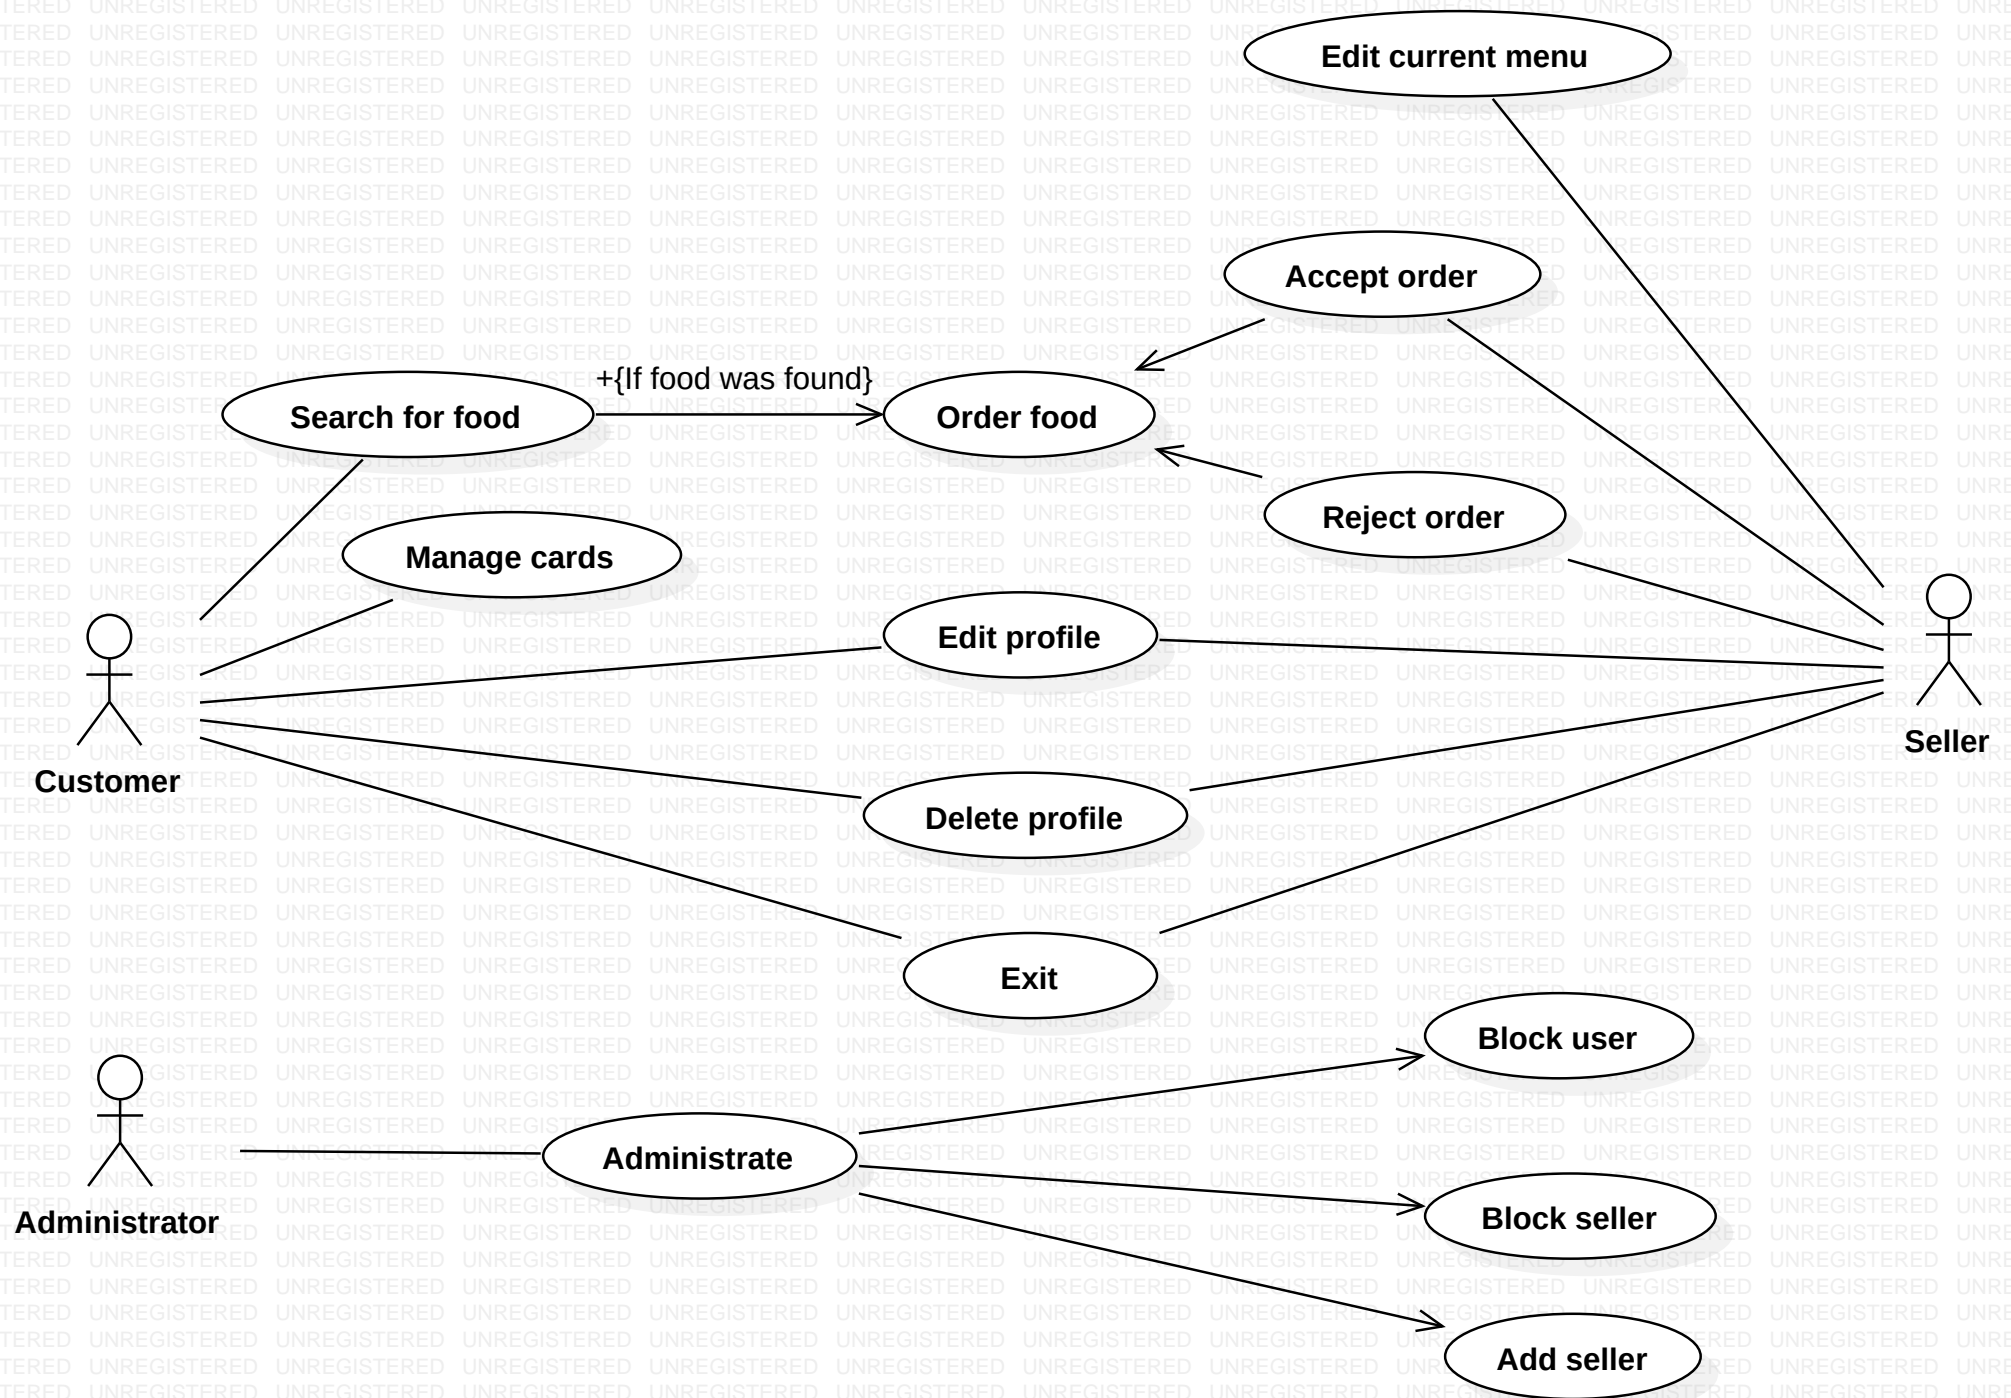 Edit current menu
Accept order
+{If food was found}
Search for food
Order food
Reject order
Manage cards
Edit profile
Seller
Customer
Delete profile
Exit
Block user
Administrate
Block seller
Administrator
Add seller
UNREGISTERED